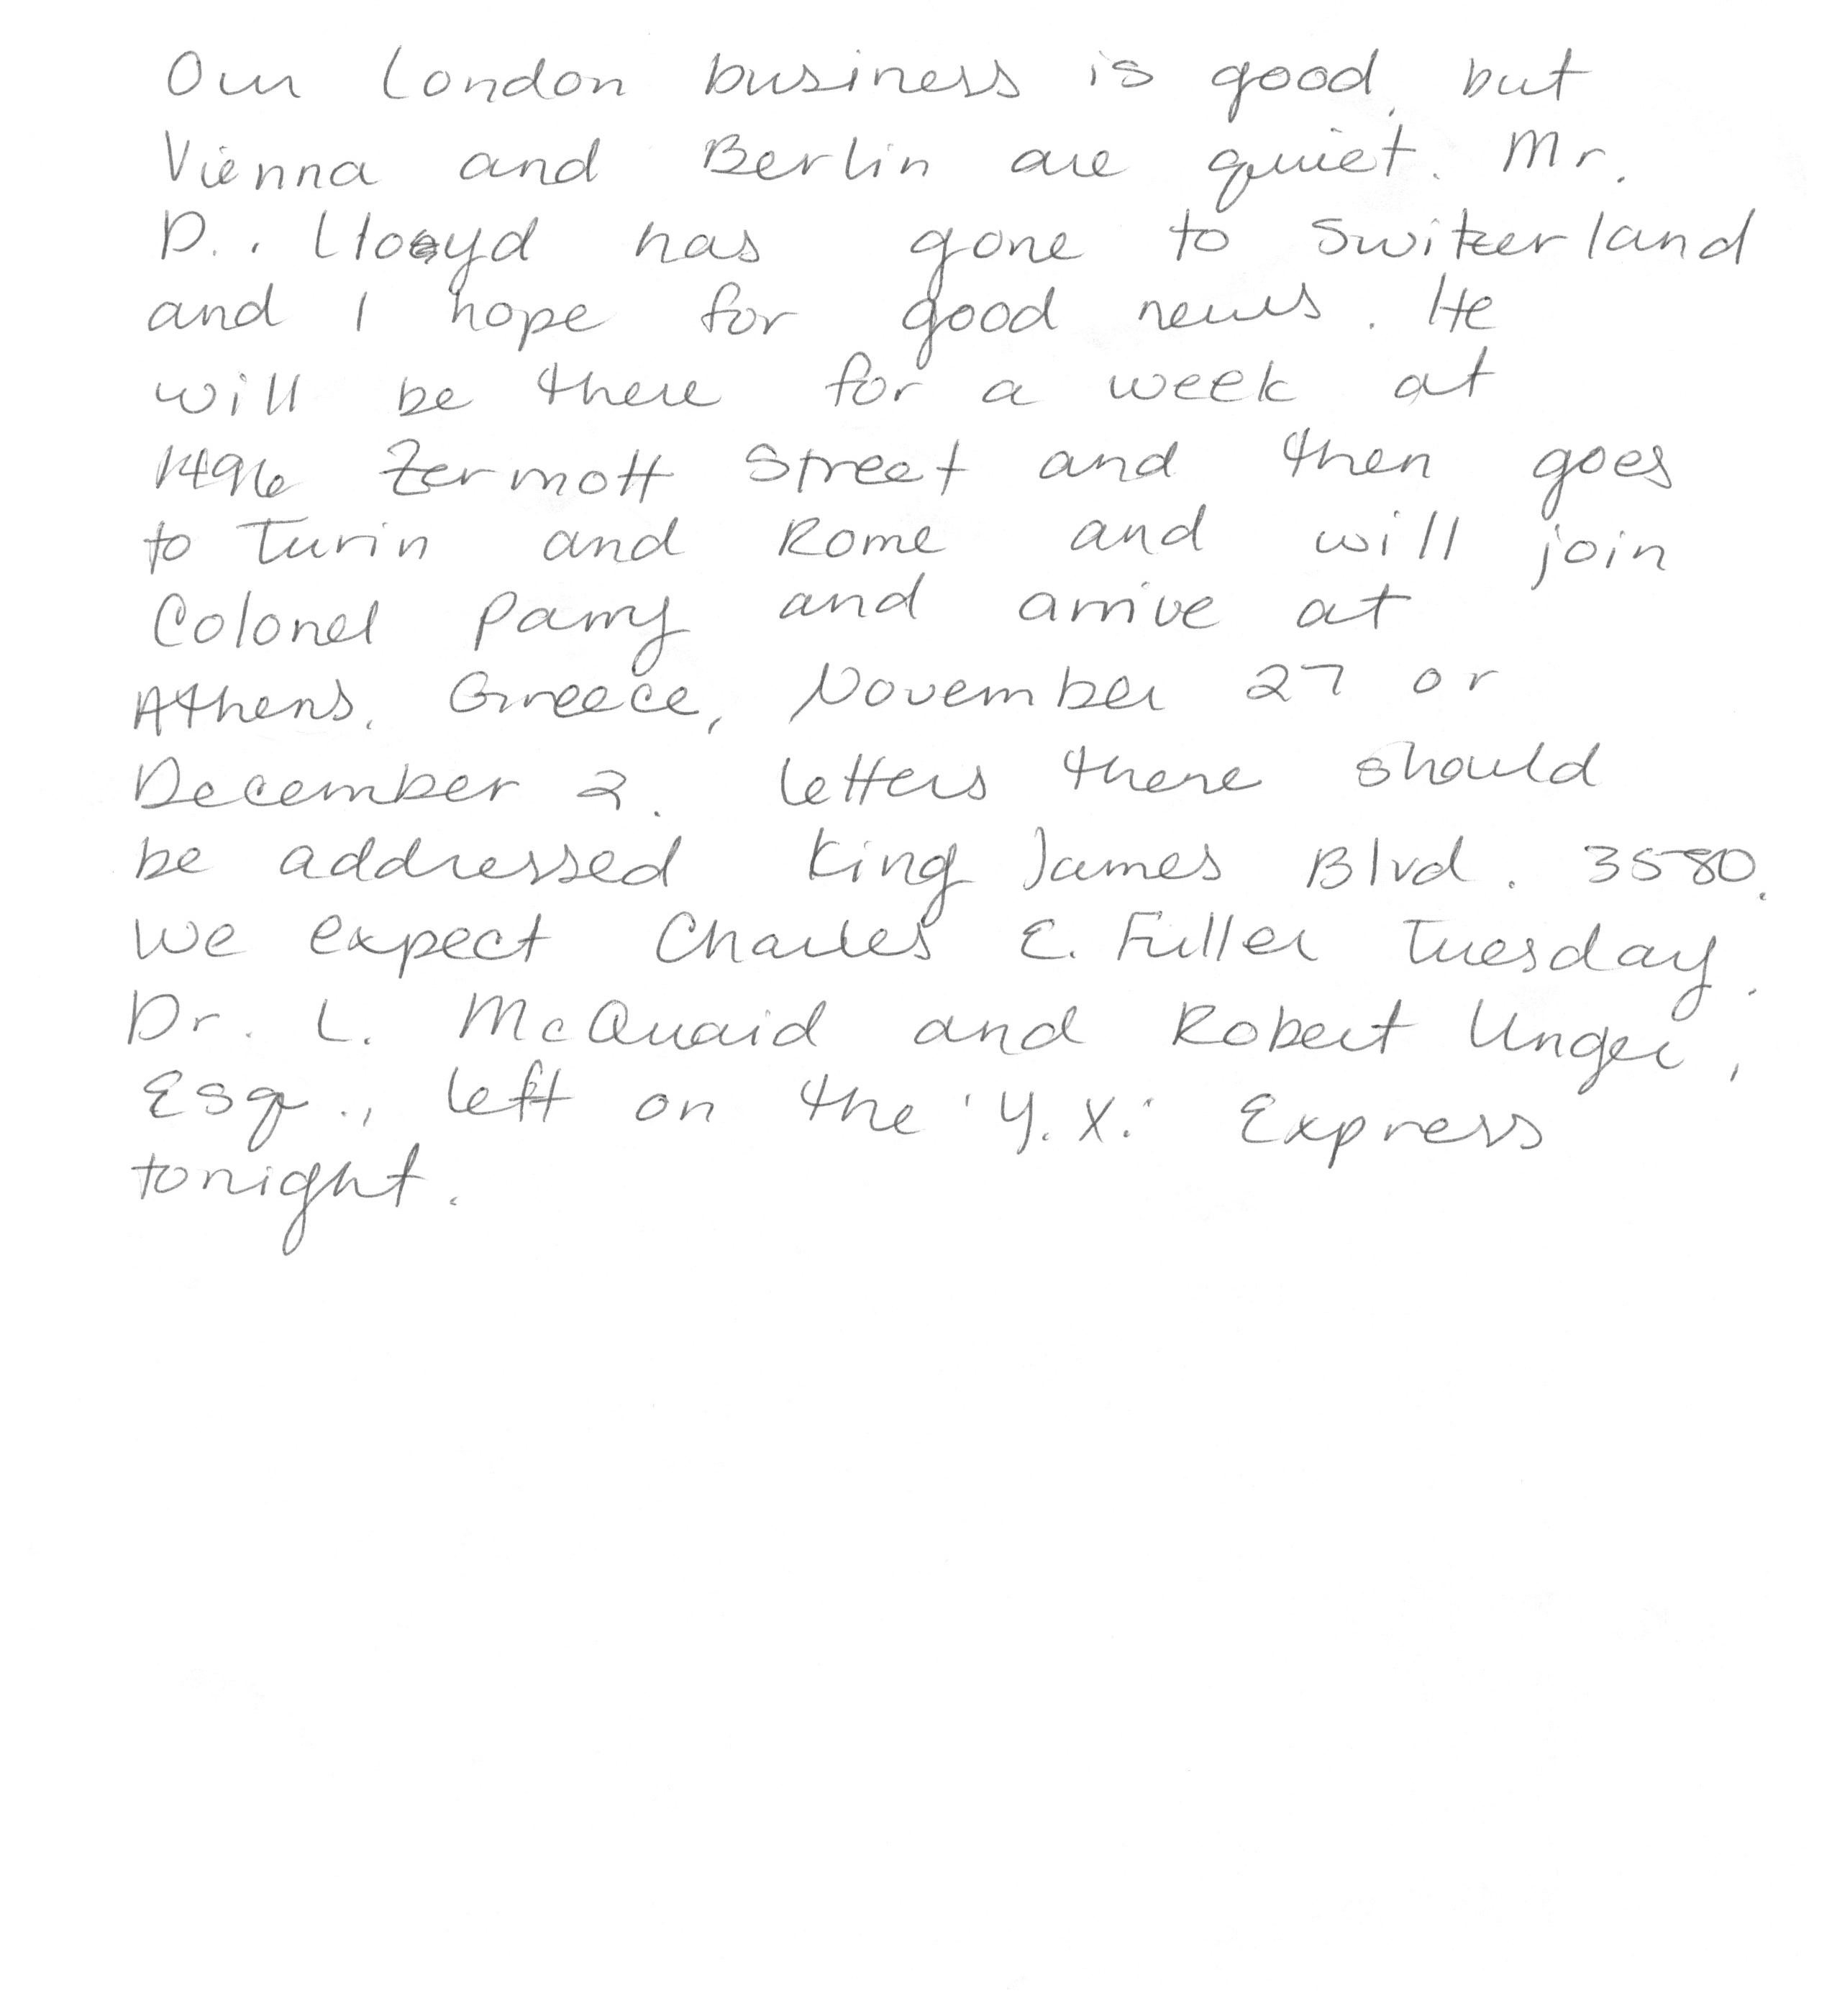 Our London business is good, but
Vienna and Berlin are quiet. Mr.
D.. Lloyd has gone to Switzerland
and I hope for good news. He
will be there for a week at
1496 Zermott Street and then goes
to Turin and Rome and will join
Colonel Parry and arrive at
Athens, Greece, November 27 or
December 2. Letters there should
be addressed King James Blvd. 3580.
We expect Charles E. Fuller Tuesday.
Dr. L. McQuaid and Robert Unger,
Esq., left on the 'Y.X.' Express
tonight.